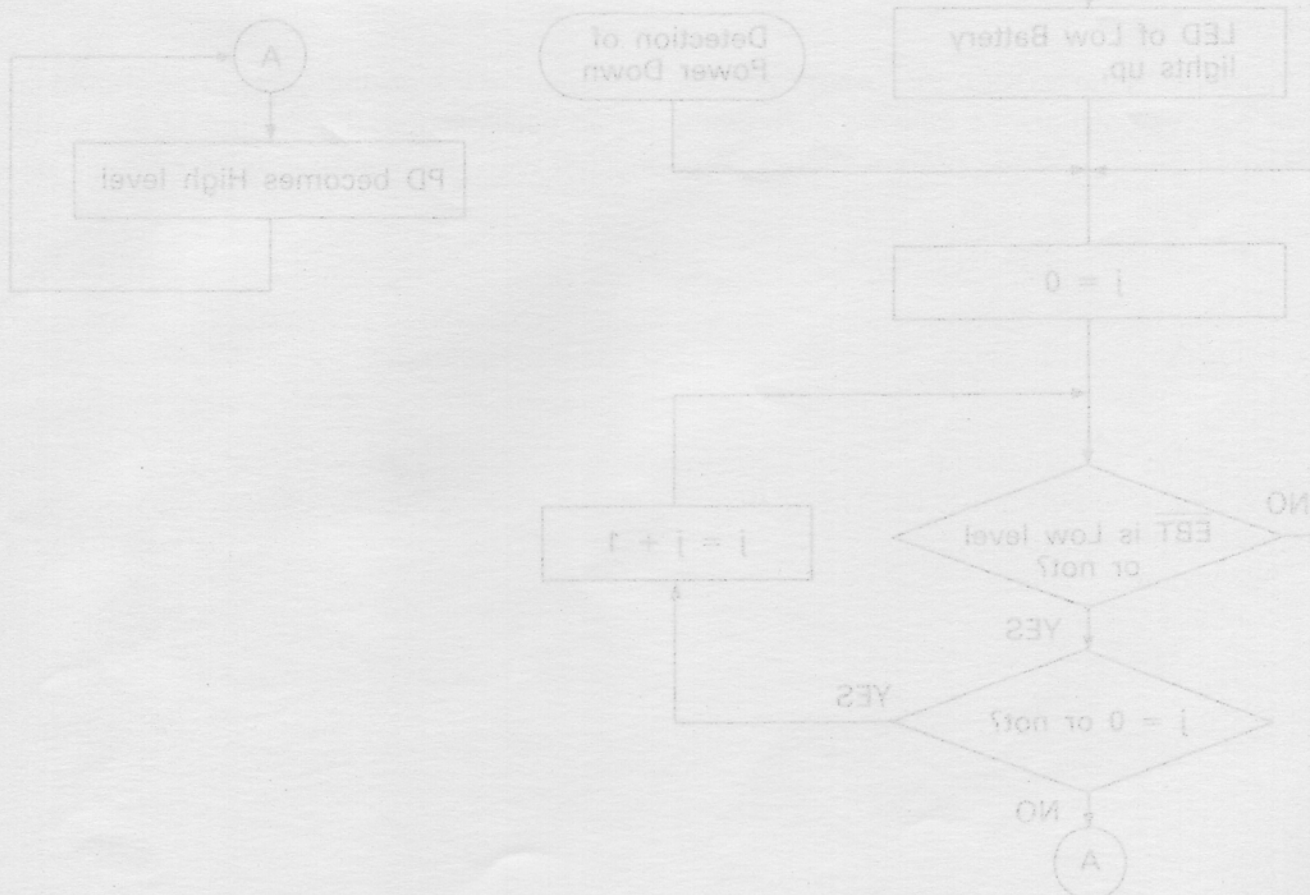 LED of Low Battery
lights up.
Detection of
Power Down
A
PD becomes High level
j = 0
NO
EBT is Low level
or not?
j = j + 1
YES
YES
j = 0 or not?
NO
A